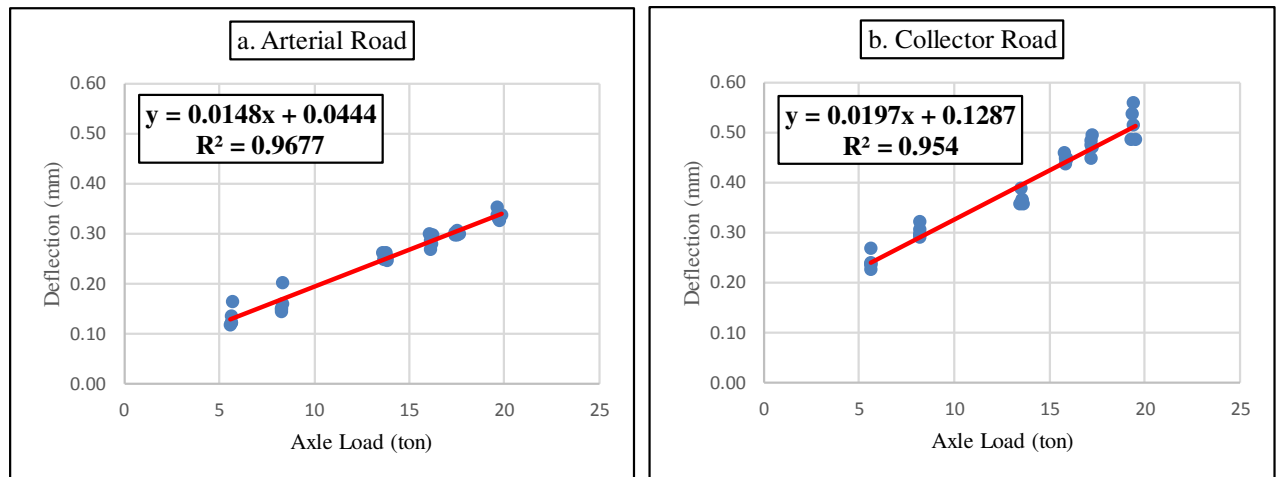 a. Arterial Road
y = 0.0148x + 0.0444
R² = 0.9677
0.60
0.50
0.40
0.30
0.20
0.10
0.00
Deflection (mm)
0 5 10 15 20 25
Axle Load (ton)
b. Collector Road
y = 0.0197x + 0.1287
R² = 0.954
0.60
0.50
0.40
0.30
0.20
0.10
0.00
Deflection (mm)
0 5 10 15 20 25
Axle Load (ton)